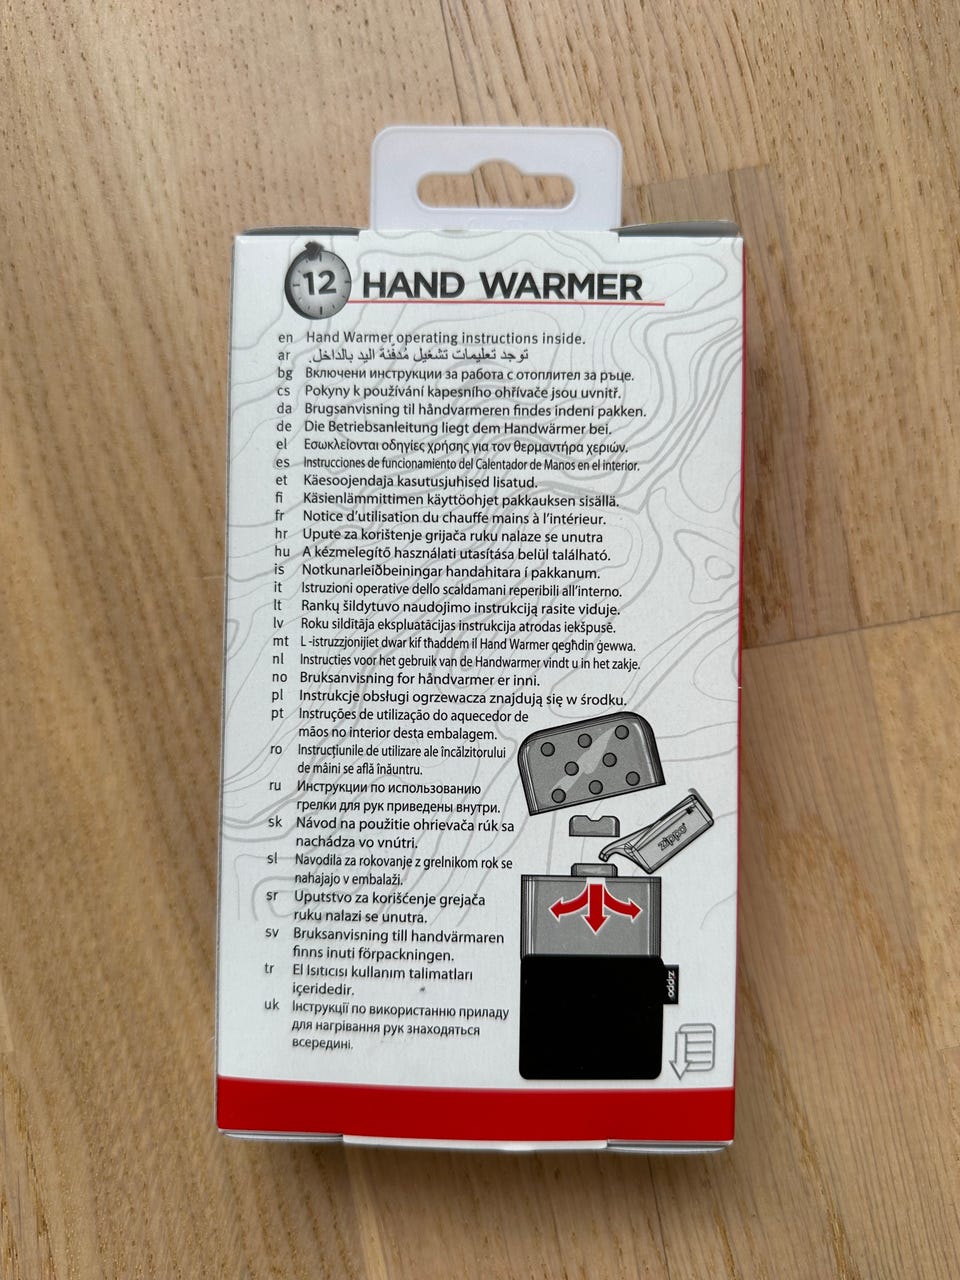 12 HAND WARMER
en Hand Warmer operating instructions inside.
ar توجد تعليمات تشغيل مُدفّئة اليد بالداخل.
bg Включени инструкции за работа с отоплител за ръце.
cs Pokyny k používání kapesního ohřívače jsou uvnitř.
da Brugsanvisning til håndvarmeren findes indeni pakken.
de Die Betriebsanleitung liegt dem Handwärmer bei.
el Εσωκλείονται οδηγίες χρήσης για τον θερμαντήρα χεριών.
es Instrucciones de funcionamiento del Calentador de Manos en el interior.
et Käesoojendaja kasutusjuhised lisatud.
fi Käsienlämmittimen käyttöohjet pakkauksen sisällä.
fr Notice d'utilisation du chauffe mains à l'intérieur.
hr Upute za korištenje grijača ruku nalaze se unutra
hu A kézmelegítő használati utasítása belül található.
is Notkunarleiðbeiningar handahitara í pakkanum.
it Istruzioni operative dello scaldamani reperibili all'interno.
lt Rankų šildytuvo naudojimo instrukciją rasite viduje.
lv Roku sildītāja ekspluatācijas instrukcija atrodas iekšpusē.
mt L -istruzzjonijiet dwar kif tħaddem il Hand Warmer qegħdin ġewwa.
nl Instructies voor het gebruik van de Handwarmer vindt u in het zakje.
no Bruksanvisning for håndvarmer er inni.
pl Instrukcje obsługi ogrzewacza znajdują się w środku.
pt Instruções de utilização do aquecedor de
mãos no interior desta embalagem.
ro Instrucțiunile de utilizare ale încălzitorului
de mâini se află înăuntru.
ru Инструкции по использованию
грелки для рук приведены внутри.
sk Návod na použitie ohrievača rúk sa
nachádza vo vnútri.
sl Navodila za rokovanje z grelnikom rok se
nahajajo v embalaži.
sr Uputstvo za korišćenje grejača
ruku nalazi se unutra.
sv Bruksanvisning till handvärmaren
finns inuti förpackningen.
tr El Isıtıcısı kullanım talimatları
içeridedir.
uk Інструкції по використанню приладу
для нагрівання рук знаходяться
всередині.
zippo
zippo